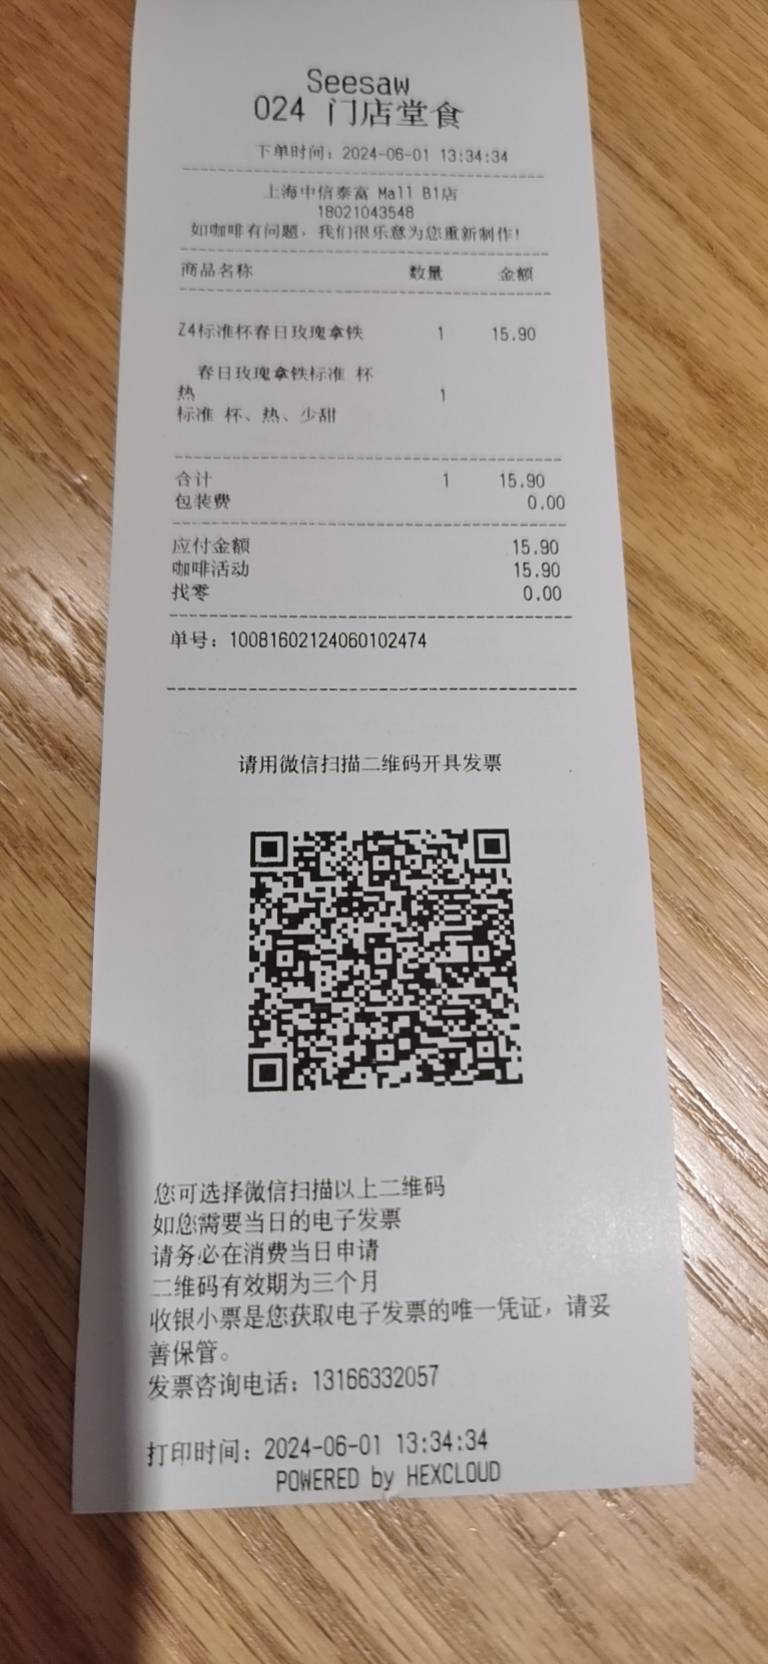 Seesaw
024 门店堂食
下单时间：2024-06-01 13:34:34
上海中信泰富 Mall B1店
18021043548
如咖啡有问题，我们很乐意为您重新制作！
商品名称 数量 金额
Z4标准杯春日玫瑰拿铁 1 15.90
春日玫瑰拿铁标准 杯
热 1
标准 杯、热、少甜
合计 1 15.90
包装费 0.00
应付金额 15.90
咖啡活动 15.90
找零 0.00
单号：10081602124060102474
请用微信扫描二维码开具发票
您可选择微信扫描以上二维码
如您需要当日的电子发票
请务必在消费当日申请
二维码有效期为三个月
收银小票是您获取电子发票的唯一凭证，请妥
善保管。
发票咨询电话：13166332057
打印时间：2024-06-01 13:34:34
POWERED by HEXCLOUD